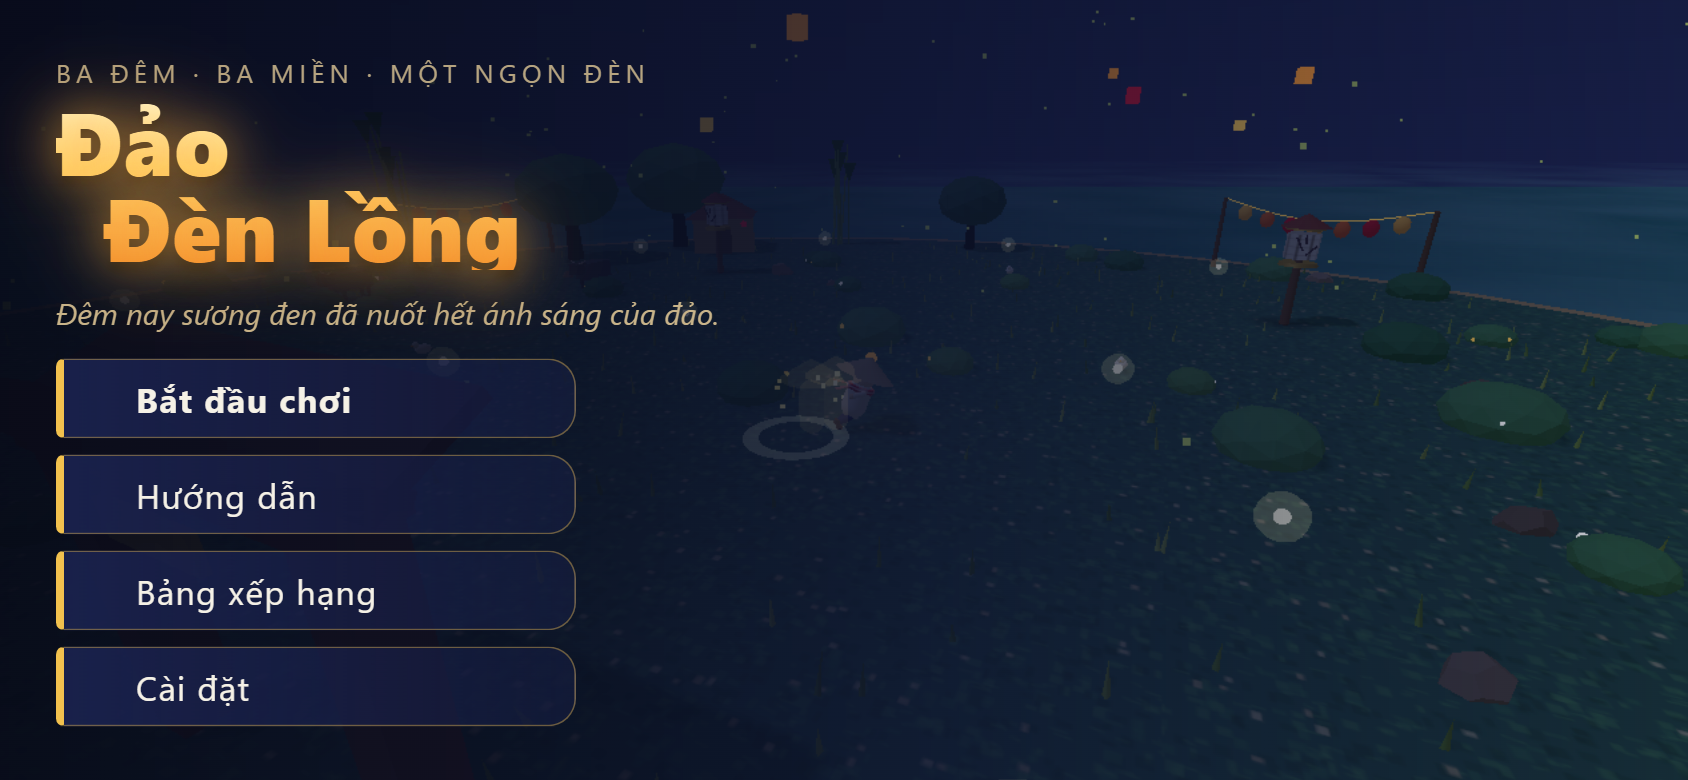 BA ĐÊM · BA MIỀN · MỘT NGỌN ĐÈN
Đảo
Đèn Lồng
Đêm nay sương đen đã nuốt hết ánh sáng của đảo.
Bắt đầu chơi
Hướng dẫn
Bảng xếp hạng
Cài đặt